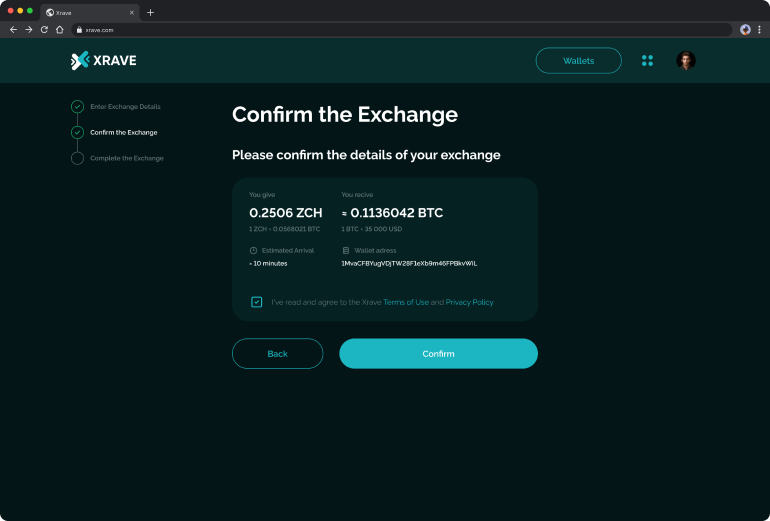 Xrave
xrave.com
XRAVE
Wallets
Enter Exchange Details
Confirm the Exchange
Complete the Exchange
Confirm the Exchange
Please confirm the details of your exchange
You give
You recive
0.2506 ZCH
≈ 0.1136042 BTC
1 ZCH ≈ 0.0568021 BTC
1 BTC ≈ 35 000 USD
Estimated Arrival
Wallet adress
≈ 10 minutes
1MvaCFBYugVDjTW28F1eXb9m46FPBkvWiL
I've read and agree to the Xrave Terms of Use and Privacy Policy
Back
Confirm